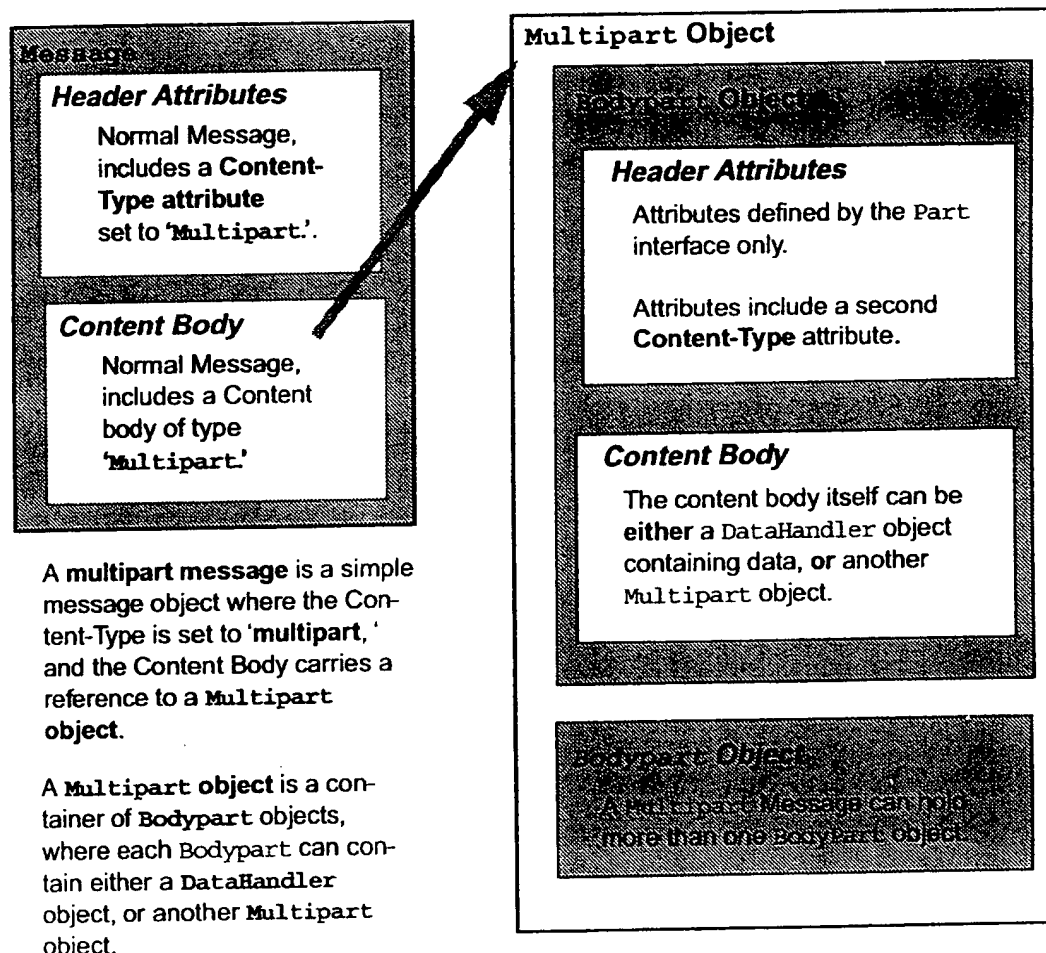 Message
Header Attributes
Normal Message,
includes a Content-
Type attribute
set to 'Multipart.'.
Content Body
Normal Message,
includes a Content
body of type
'Multipart.'
A multipart message is a simple
message object where the Con-
tent-Type is set to 'multipart, '
and the Content Body carries a
reference to a Multipart
object.
A Multipart object is a con-
tainer of Bodypart objects,
where each Bodypart can con-
tain either a DataHandler
object, or another Multipart
object.
Multipart Object
Bodypart Object
Header Attributes
Attributes defined by the Part
interface only.
Attributes include a second
Content-Type attribute.
Content Body
The content body itself can be
either a DataHandler object
containing data, or another
Multipart object.
Bodypart Object
A Multipart Message can hold
more than one BodyPart object.